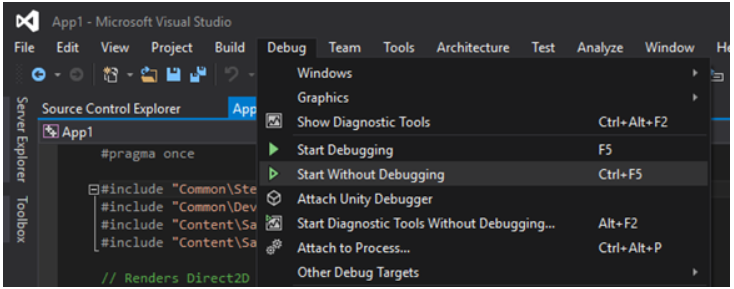 App1 - Microsoft Visual Studio
File Edit View Project Build Debug Team Tools Architecture Test Analyze Window
Windows
Graphics
Show Diagnostic Tools Ctrl+Alt+F2
Start Debugging F5
Start Without Debugging Ctrl+F5
Attach Unity Debugger
Start Diagnostic Tools Without Debugging... Alt+F2
Attach to Process... Ctrl+Alt+P
Other Debug Targets
Server Explorer
Toolbox
Source Control Explorer App
App1
#pragma once
#include "Common\Ste
#include "Common\Dev
#include "Content\Sa
#include "Content\Sa
// Renders Direct2D